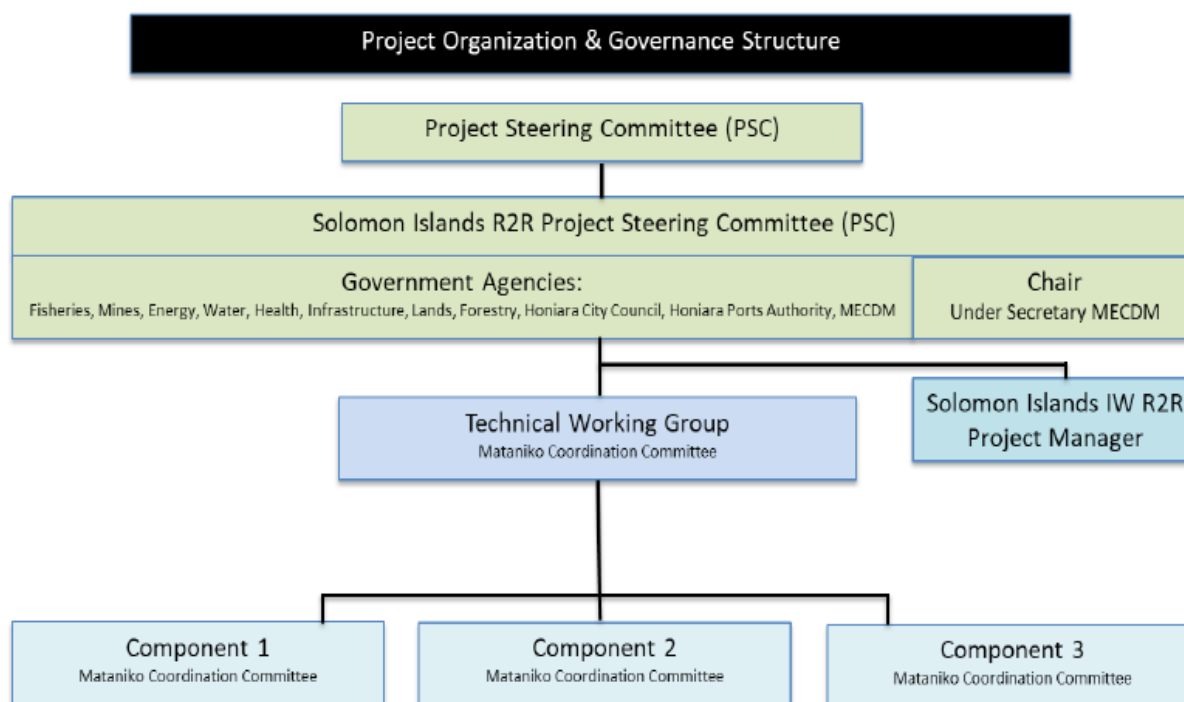 Project Organization & Governance Structure
Project Steering Committee (PSC)
Solomon Islands R2R Project Steering Committee (PSC)
Government Agencies:
Fisheries, Mines, Energy, Water, Health, Infrastructure, Lands, Forestry, Honiara City Council, Honiara Ports Authority, MECDM
Chair
Under Secretary MECDM
Technical Working Group
Mataniko Coordination Committee
Solomon Islands IW R2R
Project Manager
Component 1
Mataniko Coordination Committee
Component 2
Mataniko Coordination Committee
Component 3
Mataniko Coordination Committee